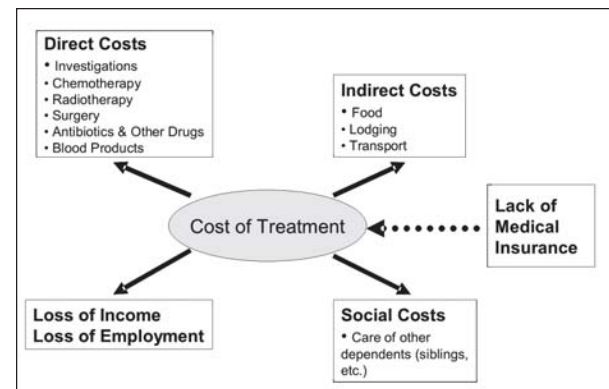 Direct Costs
• Investigations
• Chemotherapy
• Radiotherapy
• Surgery
• Antibiotics & Other Drugs
• Blood Products
Indirect Costs
• Food
• Lodging
• Transport
Cost of Treatment
Lack of
Medical
Insurance
Loss of Income
Loss of Employment
Social Costs
• Care of other
dependents (siblings,
etc.)